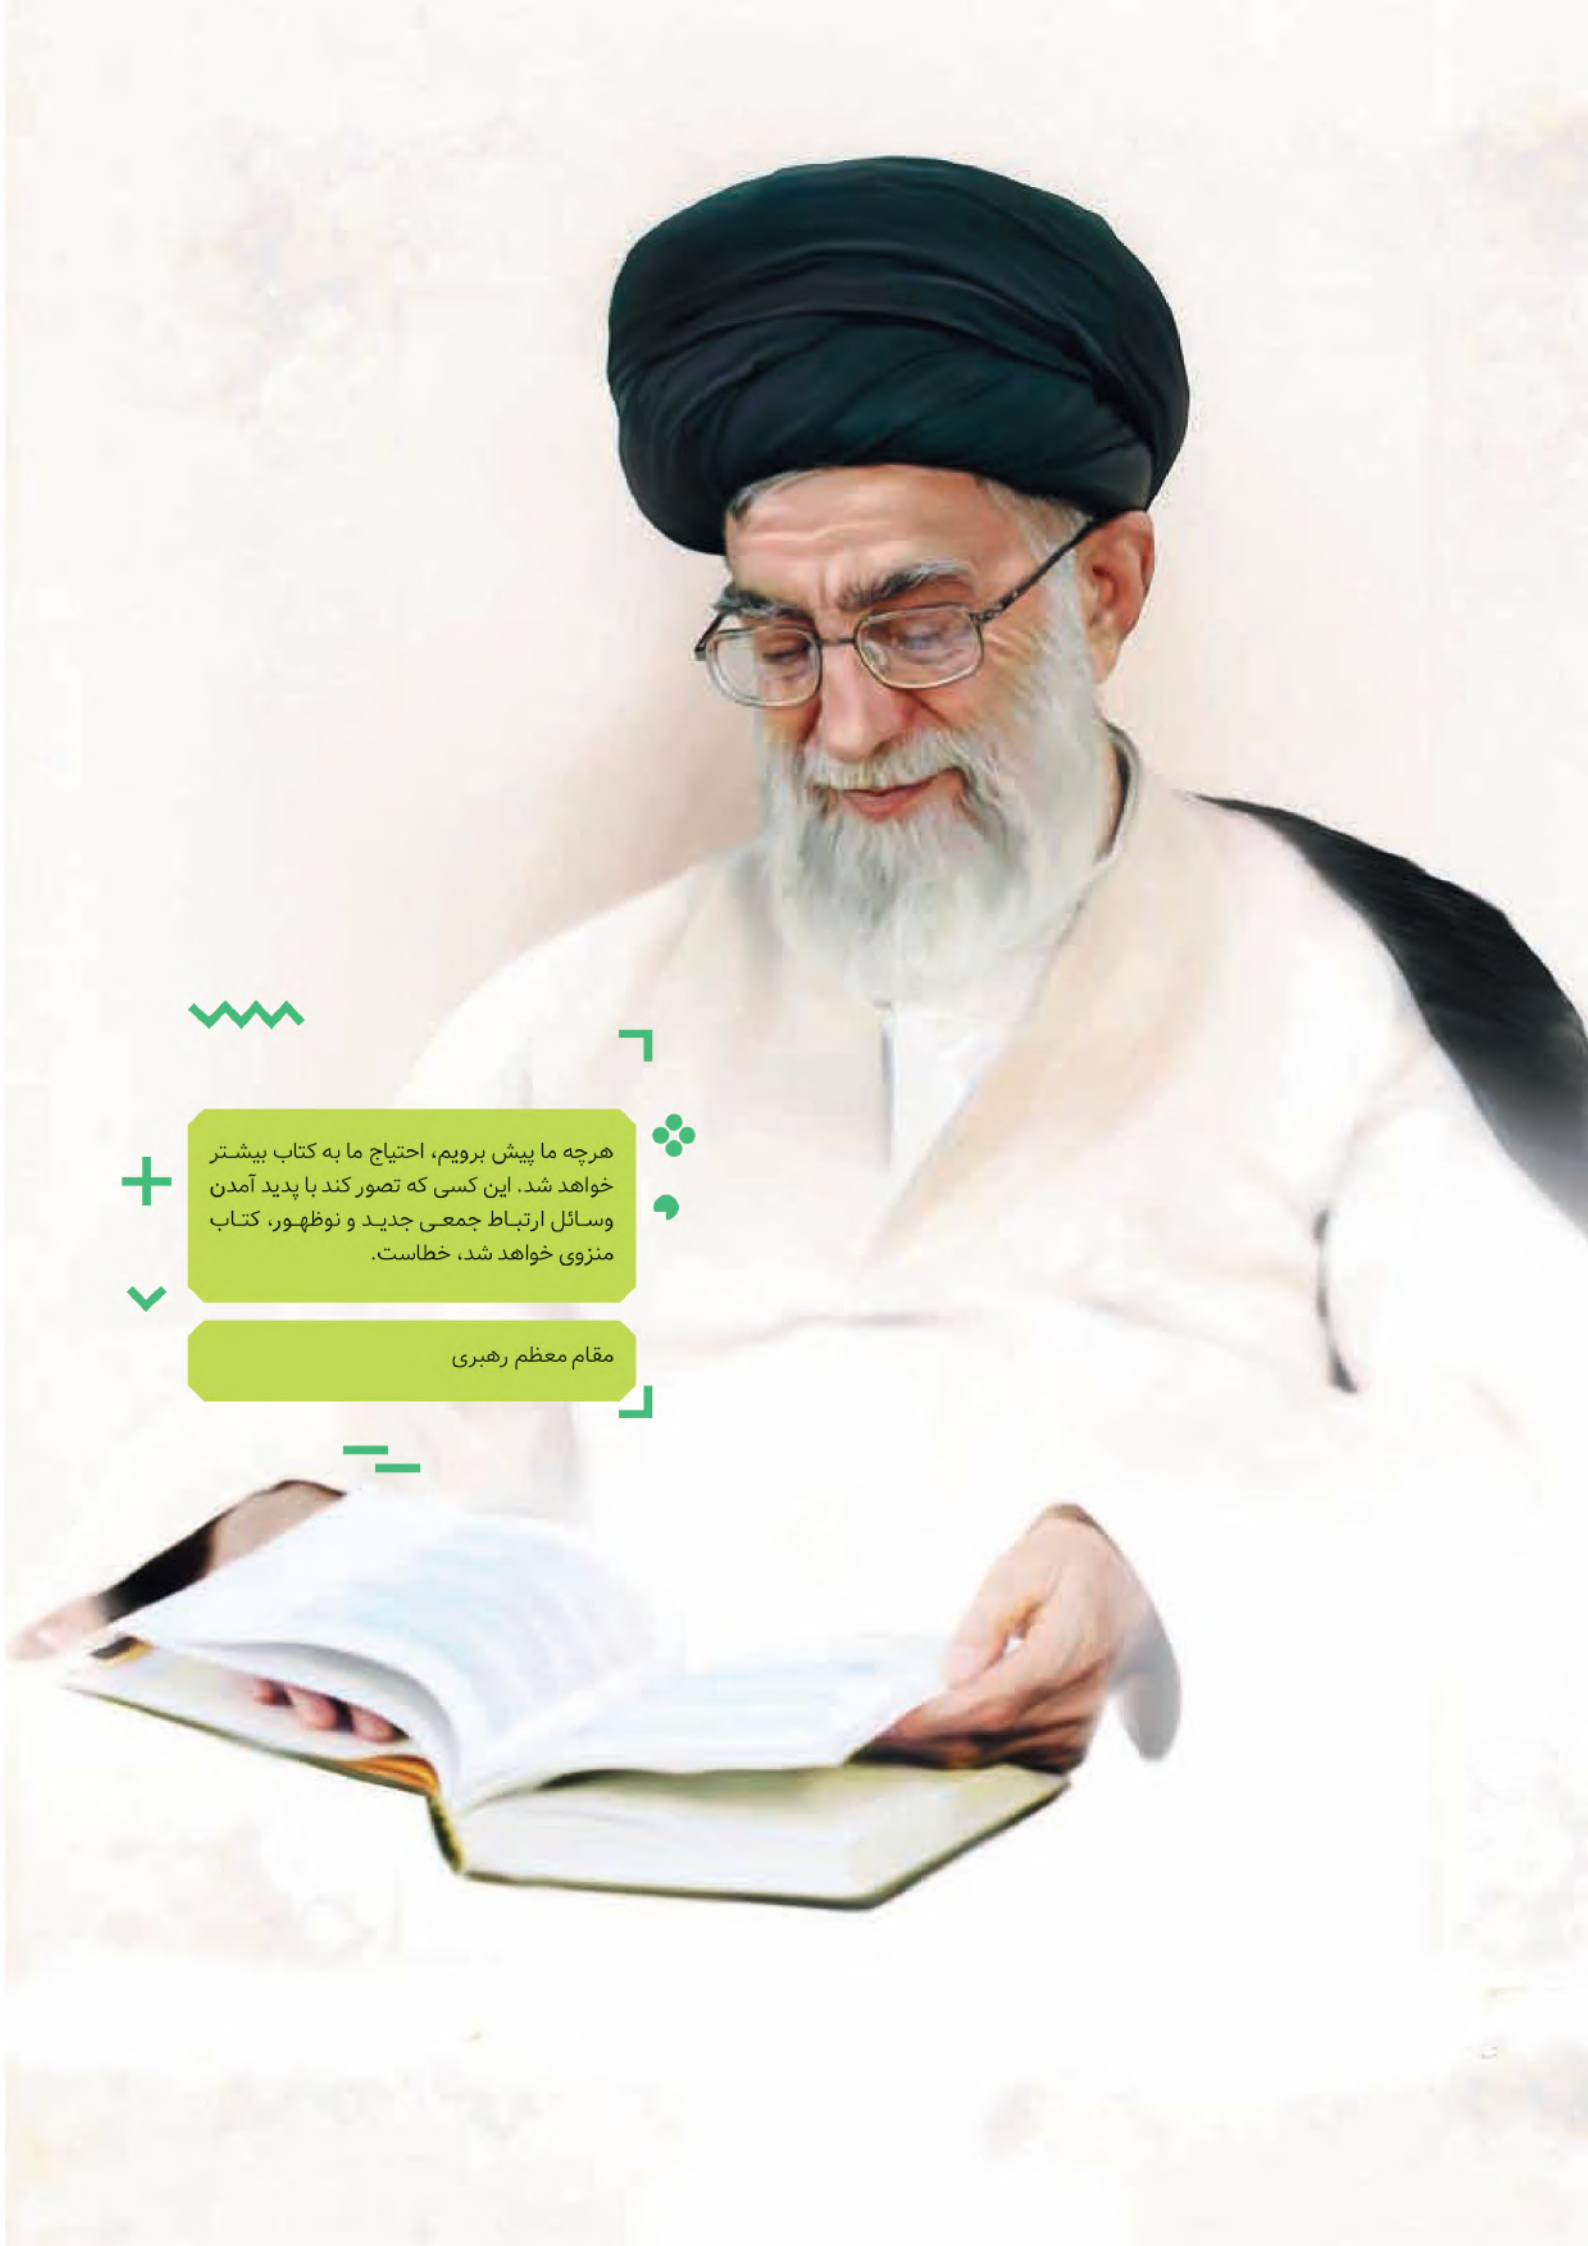 هرچه ما پیش برویم، احتیاج ما به کتاب بیشتر
خواهد شد. این کسی که تصور کند با پدید آمدن
وسائل ارتباط جمعی جدید و نوظهور، کتاب
منزوی خواهد شد، خطاست.
مقام معظم رهبری